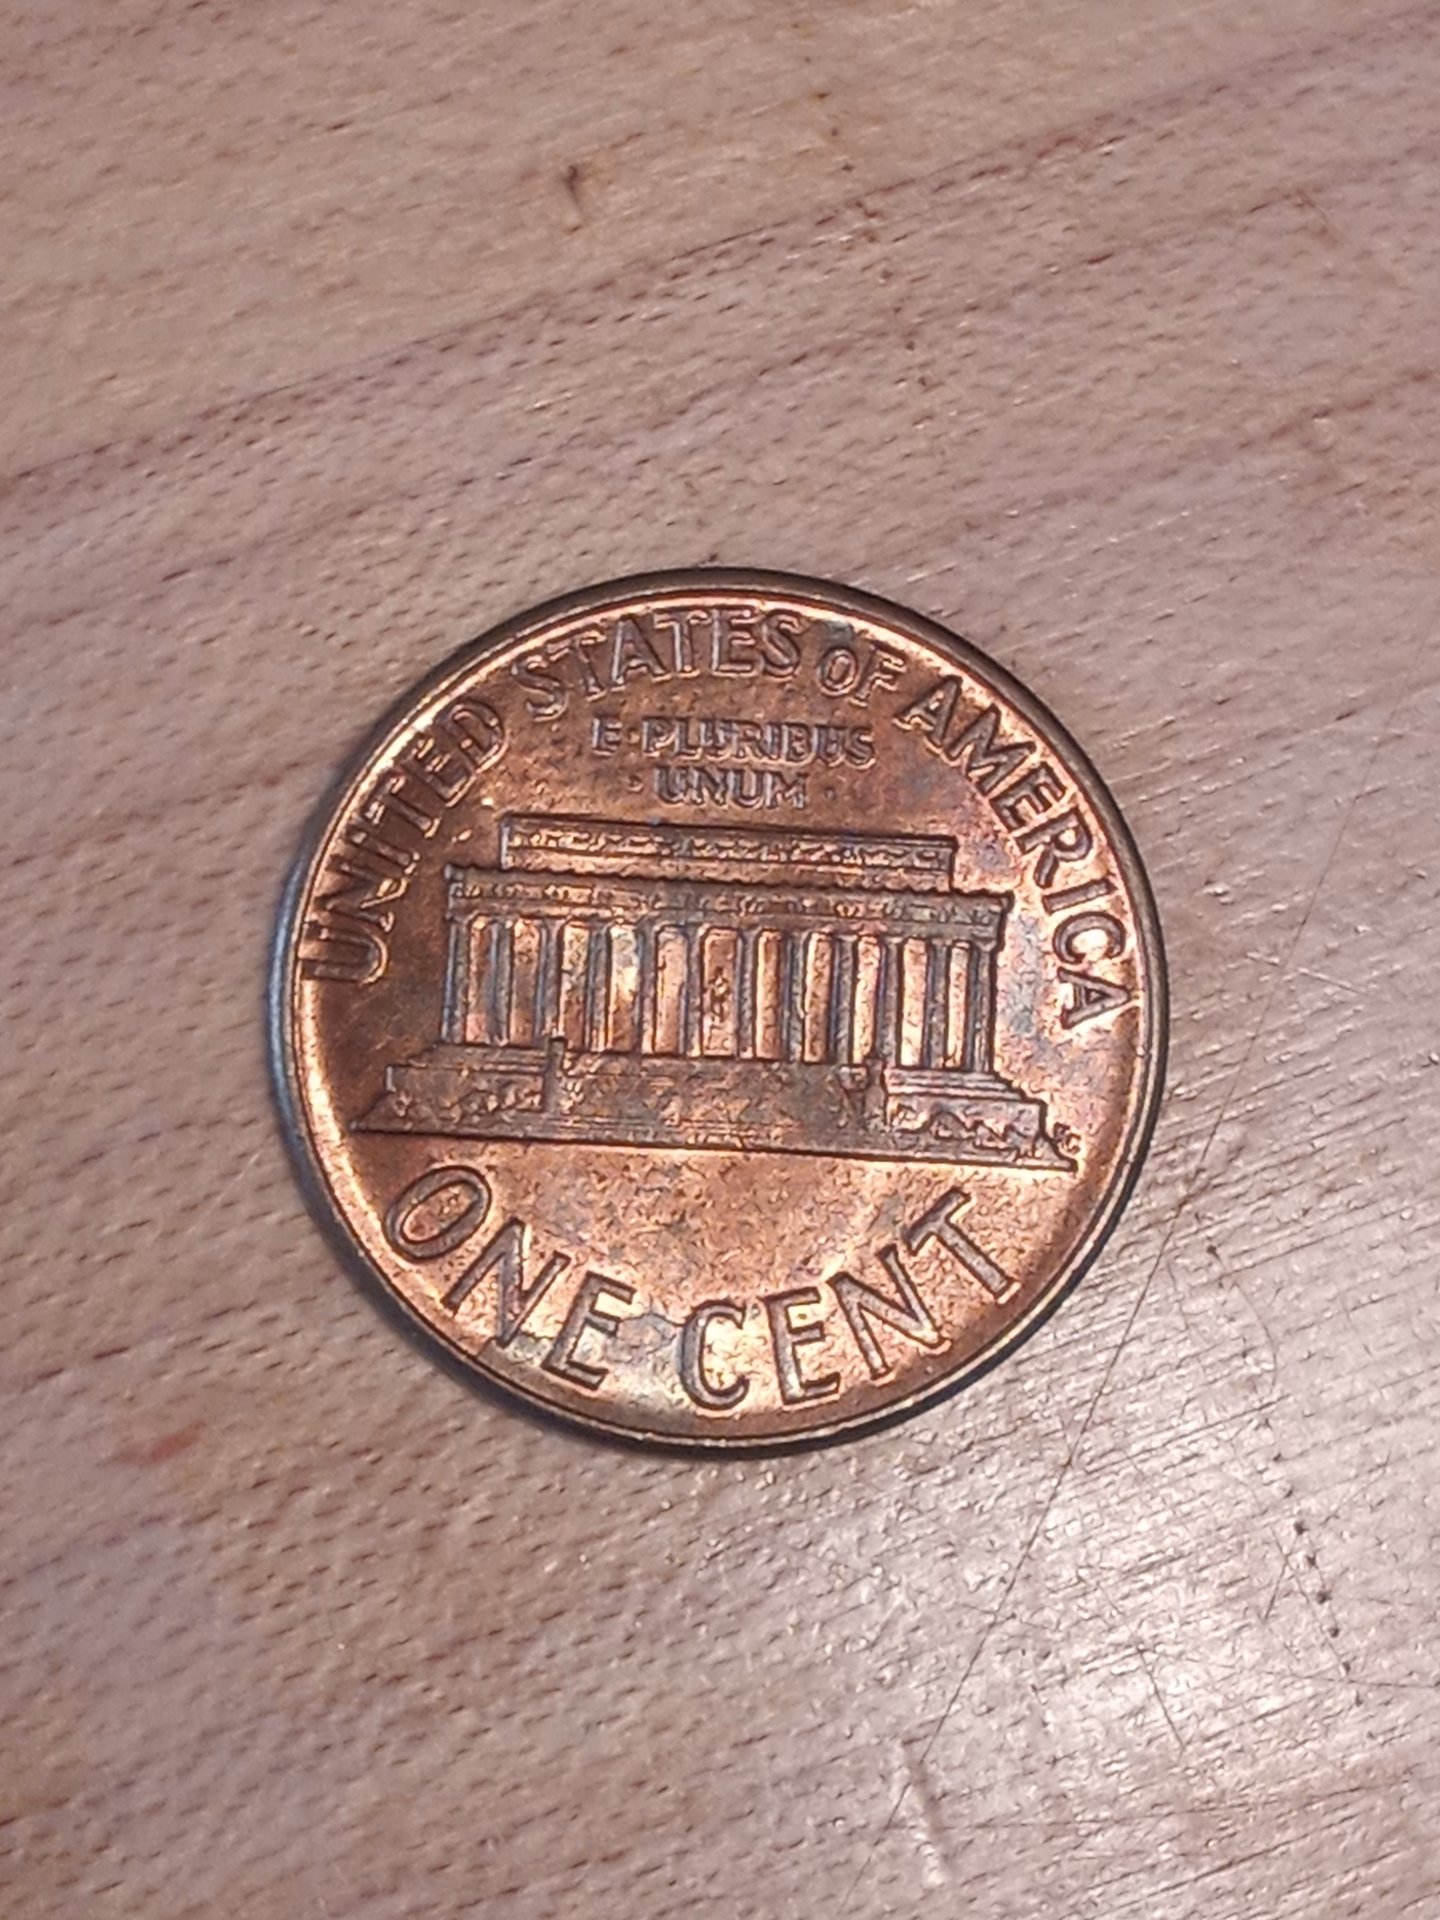 UNITED STATES OF AMERICA
E·PLURIBUS
·UNUM·
ONE CENT